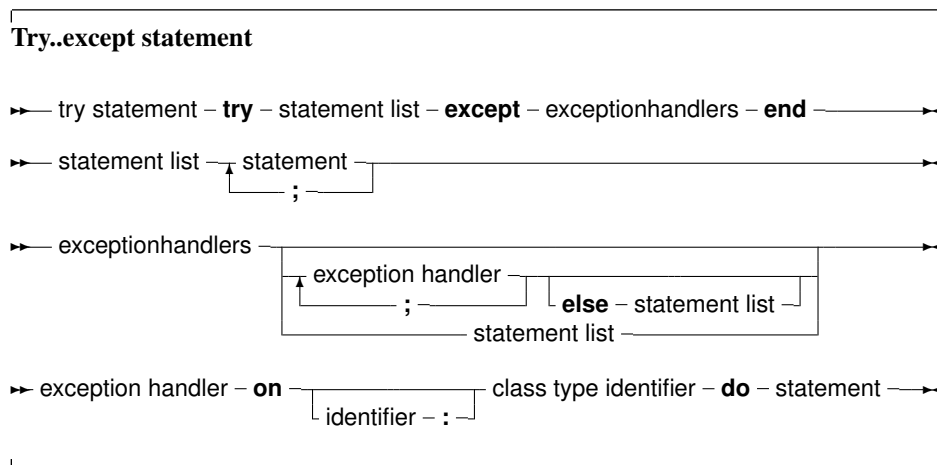 Try..except statement
try statement – try – statement list – except – exceptionhandlers – end
statement list statement
;
exceptionhandlers
exception handler
; else – statement list
statement list
exception handler – on class type identifier – do – statement
identifier – :